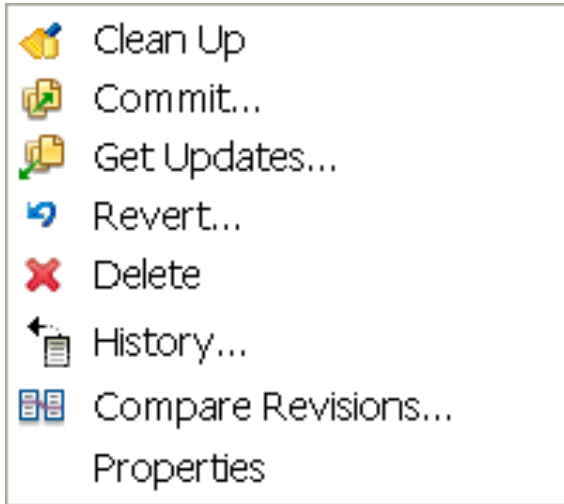 Clean Up
Commit...
Get Updates...
Revert...
Delete
History...
Compare Revisions...
Properties